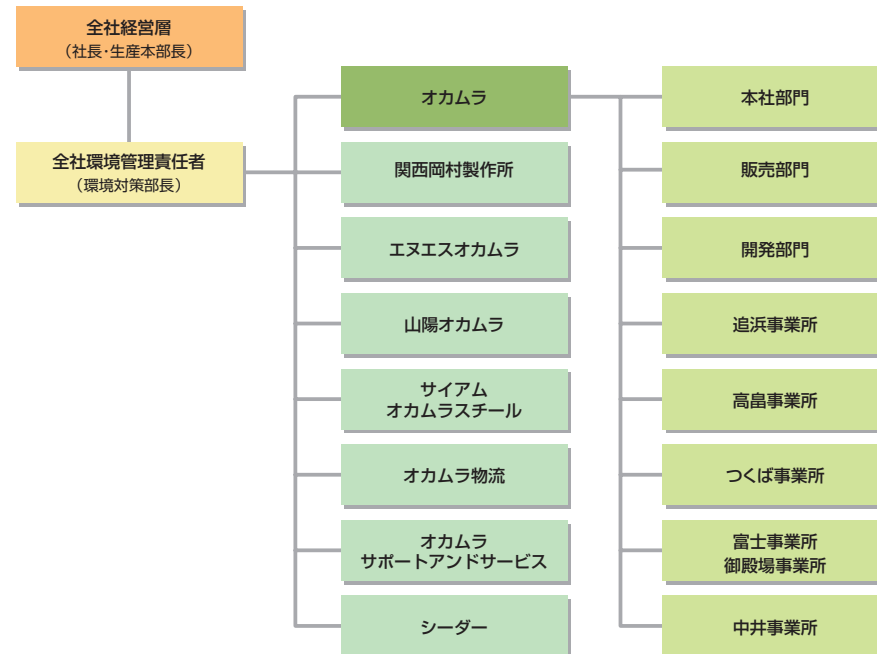 全社経営層
（社長・生産本部長）
全社環境管理責任者
（環境対策部長）
オカムラ
関西岡村製作所
エヌエスオカムラ
山陽オカムラ
サイアム
オカムラスチール
オカムラ物流
オカムラ
サポートアンドサービス
シーダー
本社部門
販売部門
開発部門
追浜事業所
高畠事業所
つくば事業所
富士事業所
御殿場事業所
中井事業所